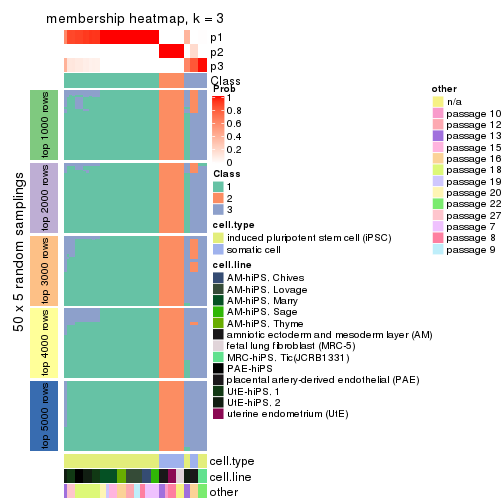 membership heatmap, k = 3
p1
p2
p3
Class
50 x 5 random samplings
top 1000 rows
top 2000 rows
top 3000 rows
top 4000 rows
top 5000 rows
cell.type
cell.line
other
Prob
1
0.8
0.6
0.4
0.2
0
Class
1
2
3
cell.type
induced pluripotent stem cell (iPSC)
somatic cell
cell.line
AM-hiPS. Chives
AM-hiPS. Lovage
AM-hiPS. Marry
AM-hiPS. Sage
AM-hiPS. Thyme
amniotic ectoderm and mesoderm layer (AM)
fetal lung fibroblast (MRC-5)
MRC-hiPS. Tic(JCRB1331)
PAE-hiPS
placental artery-derived endothelial (PAE)
UtE-hiPS. 1
UtE-hiPS. 2
uterine endometrium (UtE)
other
n/a
passage 10
passage 12
passage 13
passage 15
passage 16
passage 18
passage 19
passage 20
passage 22
passage 27
passage 7
passage 8
passage 9